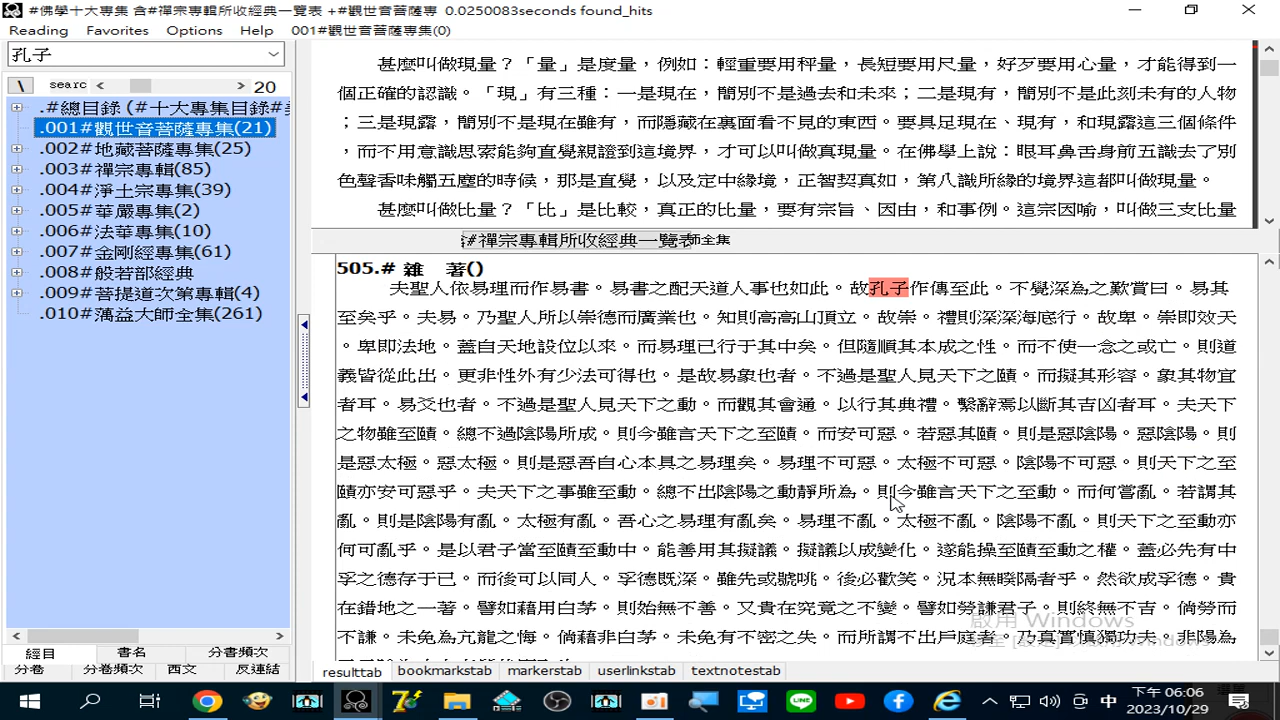 #佛學十大專集 含#禪宗專輯所收經典一覽表 +#觀世音菩薩專 0.0250083seconds found_hits
Reading Favorites Options Help 001#觀世音菩薩專集(0)
孔子
\ searc < > 20
.#總目錄 (#十大專集目錄#
.001#觀世音菩薩專集(21)
.002#地藏菩薩專集(25)
.003#禪宗專輯(85)
.004#淨土宗專集(39)
.005#華嚴專集(2)
.006#法華專集(10)
.007#金剛經專集(61)
.008#般若部經典
.009#菩提道次第專輯(4)
.010#蕅益大師全集(261)
經目 書名 分書頻次
分卷 分卷頻次 西文 反連結
甚麼叫做現量？「量」是度量，例如：輕重要用秤量，長短要用尺量，好歹要用心量，才能得到一
個正確的認識。「現」有三種：一是現在，簡別不是過去和未來；二是現有，簡別不是此刻未有的人物
；三是現露，簡別不是現在雖有，而隱藏在裏面看不見的東西。要具足現在、現有，和現露這三個條件
，而不用意識思索能夠直覺親證到這境界，才可以叫做真現量。在佛學上說：眼耳鼻舌身前五識去了別
色聲香味觸五塵的時候，那是直覺，以及定中緣境，正智契真如，第八識所緣的境界這都叫做現量。
甚麼叫做比量？「比」是比較，真正的比量，要有宗旨、因由，和事例。這宗因喻，叫做三支比量
#禪宗專輯所收經典一覽表師全集
505.# 雜　著()
夫聖人依易理而作易書。易書之配天道人事也如此。故孔子作傳至此。不覺深為之歎賞曰。易其
至矣乎。夫易。乃聖人所以崇德而廣業也。知則高高山頂立。故崇。禮則深深海底行。故卑。崇即效天
。卑即法地。蓋自天地設位以來。而易理已行于其中矣。但隨順其本成之性。而不使一念之或亡。則道
義皆從此出。更非性外有少法可得也。是故易象也者。不過是聖人見天下之賾。而擬其形容。象其物宜
者耳。易爻也者。不過是聖人見天下之動。而觀其會通。以行其典禮。繫辭焉以斷其吉凶者耳。夫天下
之物雖至賾。總不過陰陽所成。則今雖言天下之至賾。而安可惡。若惡其賾。則是惡陰陽。惡陰陽。則
是惡太極。惡太極。則是惡吾自心本具之易理矣。易理不可惡。太極不可惡。陰陽不可惡。則天下之至
賾亦安可惡乎。夫天下之事雖至動。總不出陰陽之動靜所為。則今雖言天下之至動。而何嘗亂。若謂其
亂。則是陰陽有亂。太極有亂。吾心之易理有亂矣。易理不亂。太極不亂。陰陽不亂。則天下之至動亦
何可亂乎。是以君子當至賾至動中。能善用其擬議。擬議以成變化。遂能操至賾至動之權。蓋必先有中
孚之德存于己。而後可以同人。孚德既深。雖先或號咷。後必歡笑。況本無睽隔者乎。然欲成孚德。貴
在錯地之一著。譬如藉用白茅。則始無不善。又貴在究竟之不變。譬如勞謙君子。則終無不吉。倘勞而
不謙。未免為亢龍之悔。倘藉非白茅。未免有不密之失。而所謂不出戶庭者。乃真實慎獨功夫。非陽為
啟用 Windows
resulttab bookmarkstab markerstab userlinkstab textnotestab
中
下午 06:06
2023/10/29